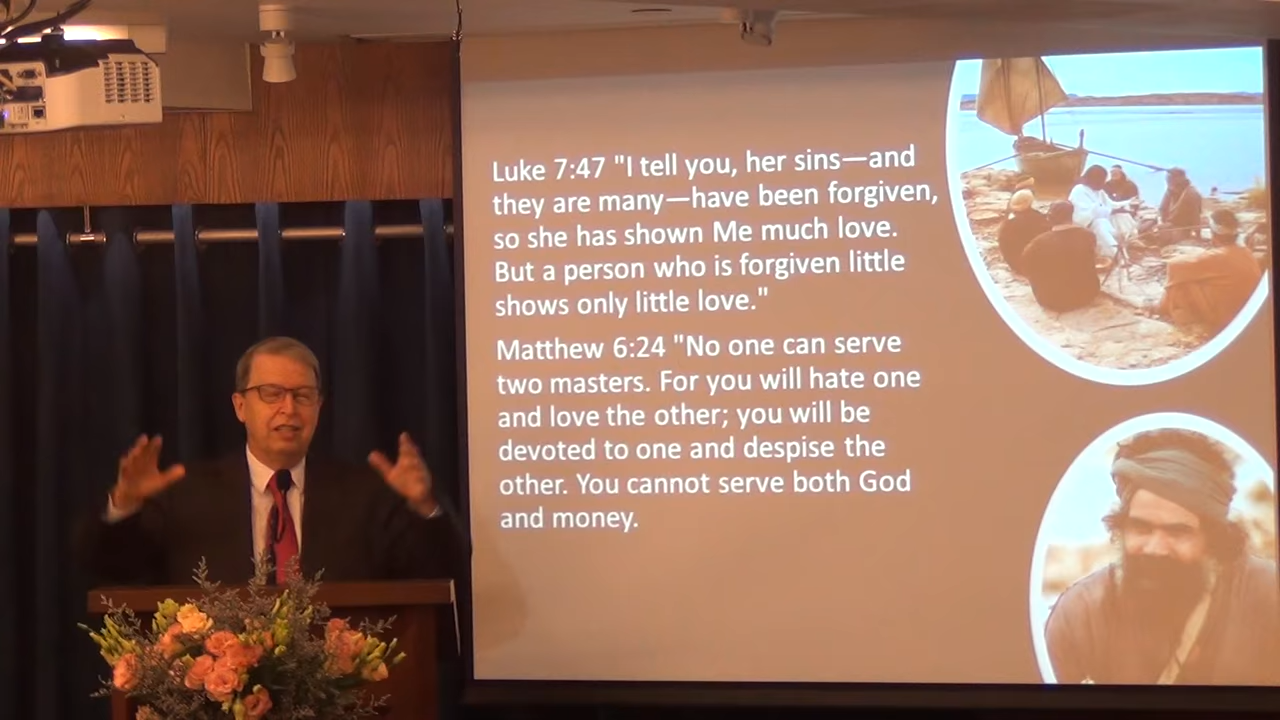 Luke 7:47 "I tell you, her sins—and
they are many—have been forgiven,
so she has shown Me much love.
But a person who is forgiven little
shows only little love."
Matthew 6:24 "No one can serve
two masters. For you will hate one
and love the other; you will be
devoted to one and despise the
other. You cannot serve both God
and money.